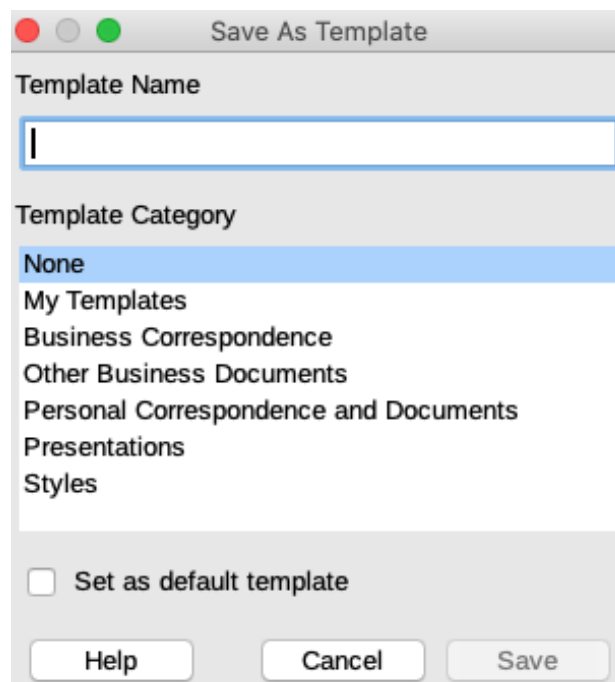 Save As Template
Template Name
Template Category
None
My Templates
Business Correspondence
Other Business Documents
Personal Correspondence and Documents
Presentations
Styles
Set as default template
Help Cancel Save